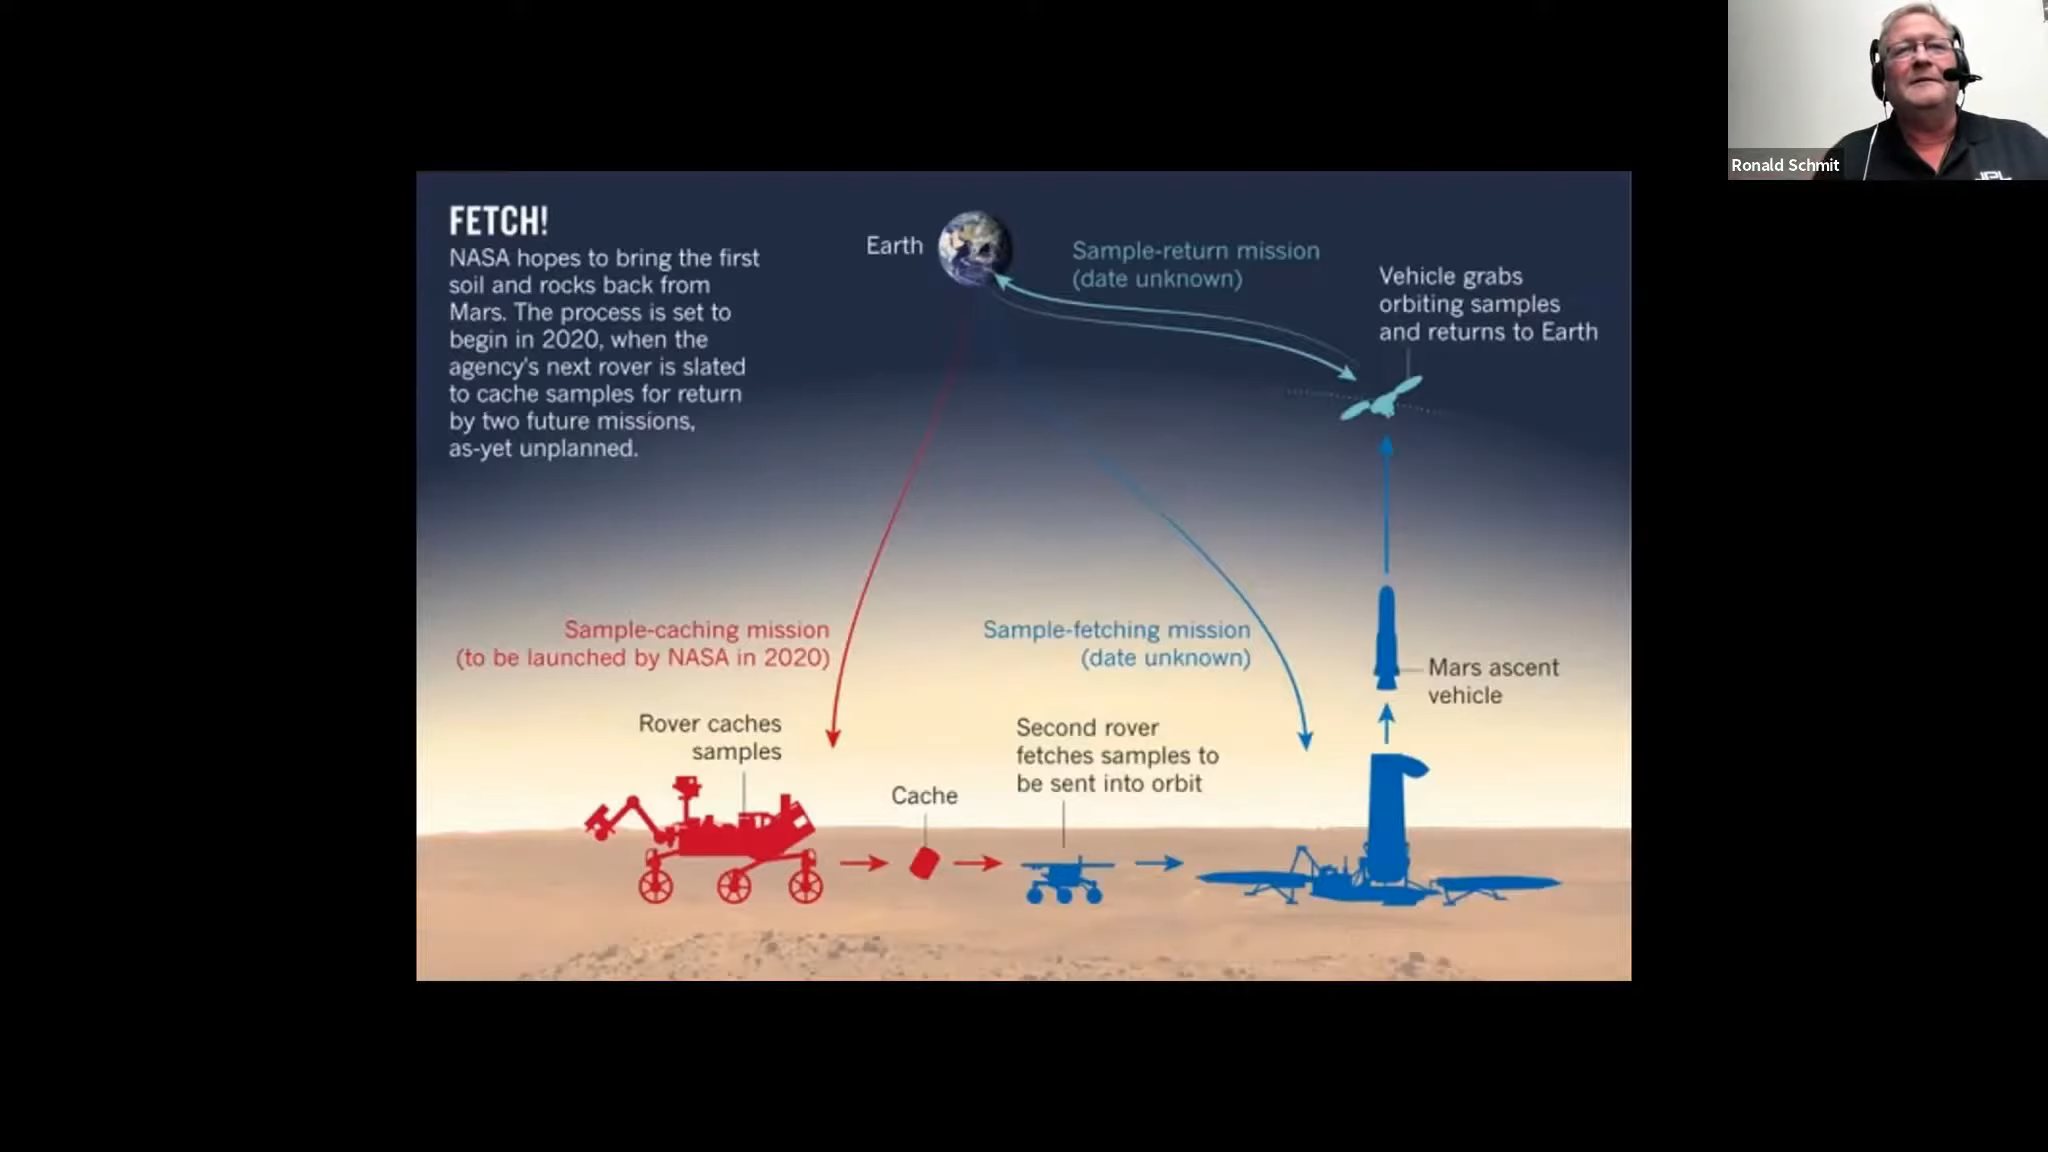 Ronald Schmit
JPL
FETCH!
NASA hopes to bring the first
soil and rocks back from
Mars. The process is set to
begin in 2020, when the
agency's next rover is slated
to cache samples for return
by two future missions,
as-yet unplanned.
Earth
Sample-return mission
(date unknown)
Vehicle grabs
orbiting samples
and returns to Earth
Sample-caching mission
(to be launched by NASA in 2020)
Sample-fetching mission
(date unknown)
Mars ascent
vehicle
Rover caches
samples
Cache
Second rover
fetches samples to
be sent into orbit